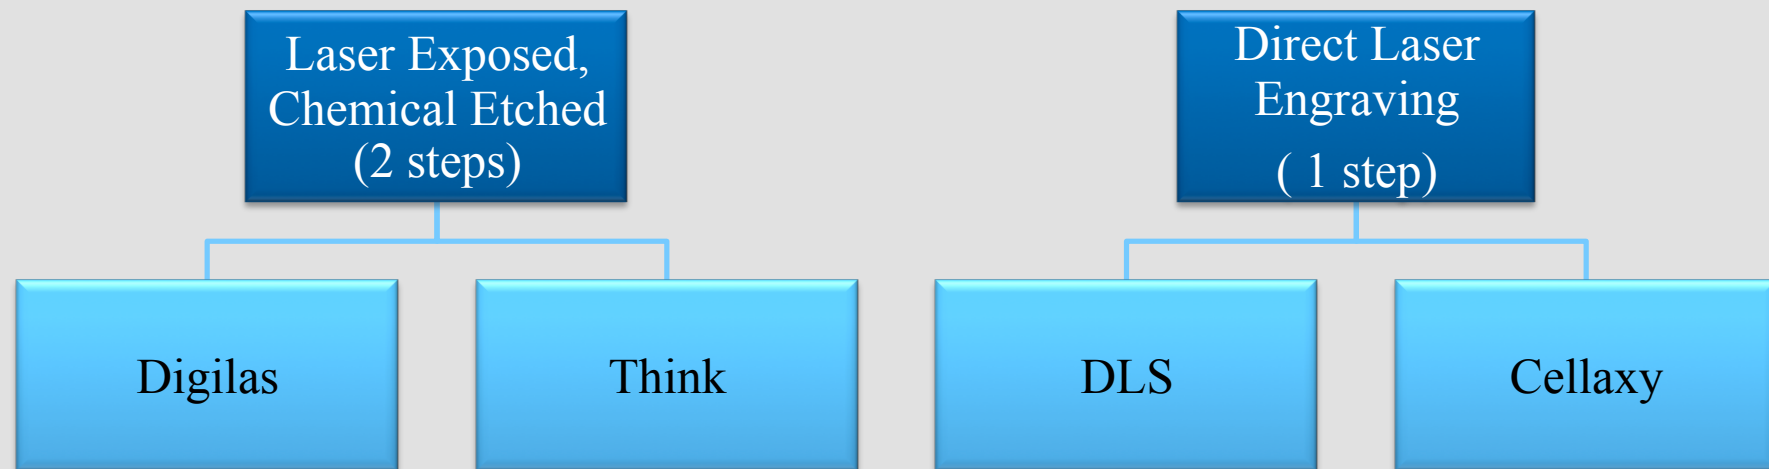 Laser Exposed,
Chemical Etched
(2 steps)
Direct Laser
Engraving
( 1 step)
Digilas
Think
DLS
Cellaxy